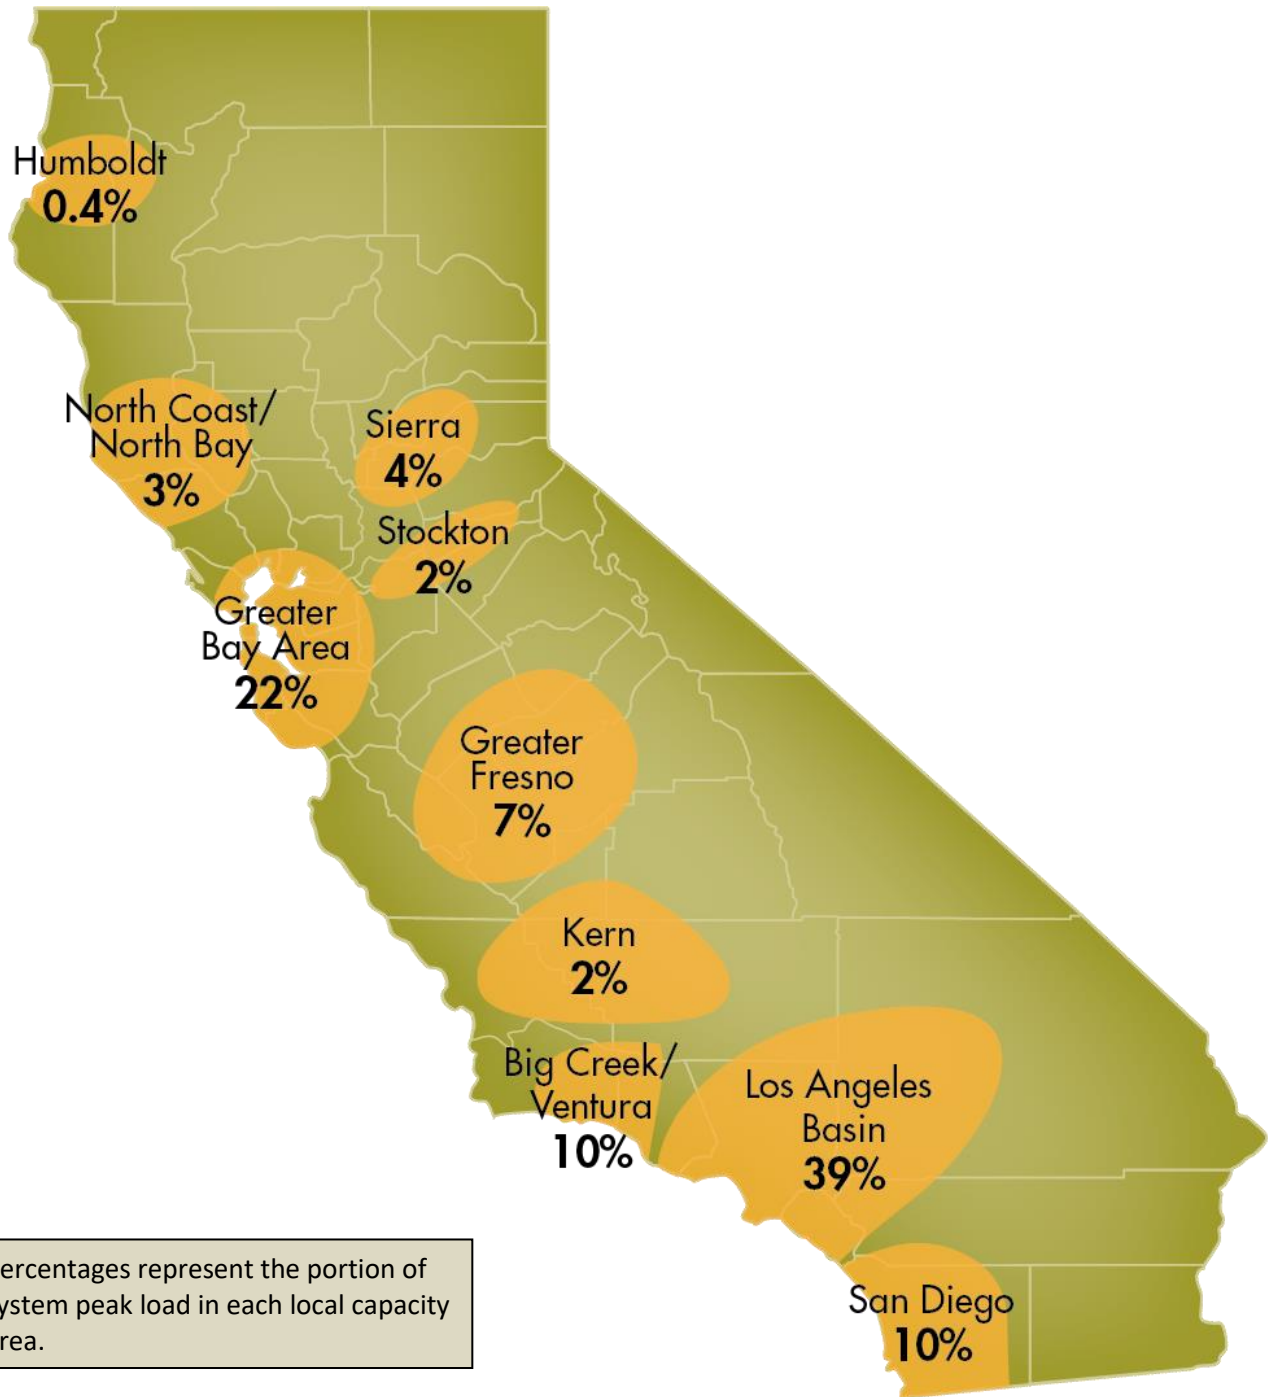 Humboldt
0.4%
North Coast/
North Bay
3%
Sierra
4%
Stockton
2%
Greater
Bay Area
22%
Greater
Fresno
7%
Kern
2%
Big Creek/
Ventura
10%
Los Angeles
Basin
39%
San Diego
10%
ercentages represent the portion of
ystem peak load in each local capacity
rea.